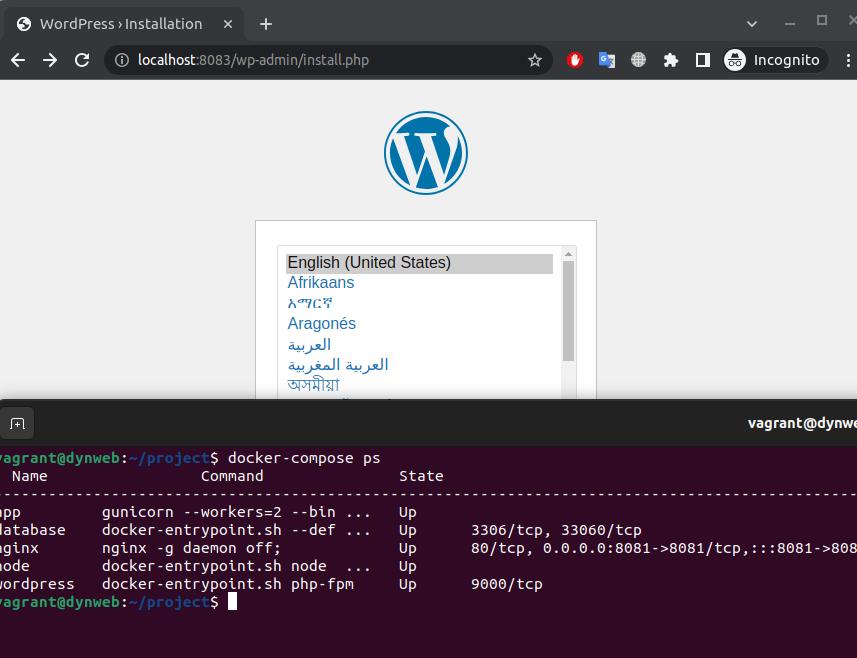 WordPress › Installation
localhost:8083/wp-admin/install.php
Incognito
W
English (United States)
Afrikaans
አማርኛ
Aragonés
العربية
العربية المغربية
অসমীয়া
vagrant@dynwe
vagrant@dynweb:~/project$ docker-compose ps
Name Command State
--------------------------------------------------------------------------------
app gunicorn --workers=2 --bin ... Up
database docker-entrypoint.sh --def ... Up 3306/tcp, 33060/tcp
nginx nginx -g daemon off; Up 80/tcp, 0.0.0.0:8081->8081/tcp,:::8081->808
node docker-entrypoint.sh node ... Up
wordpress docker-entrypoint.sh php-fpm Up 9000/tcp
vagrant@dynweb:~/project$